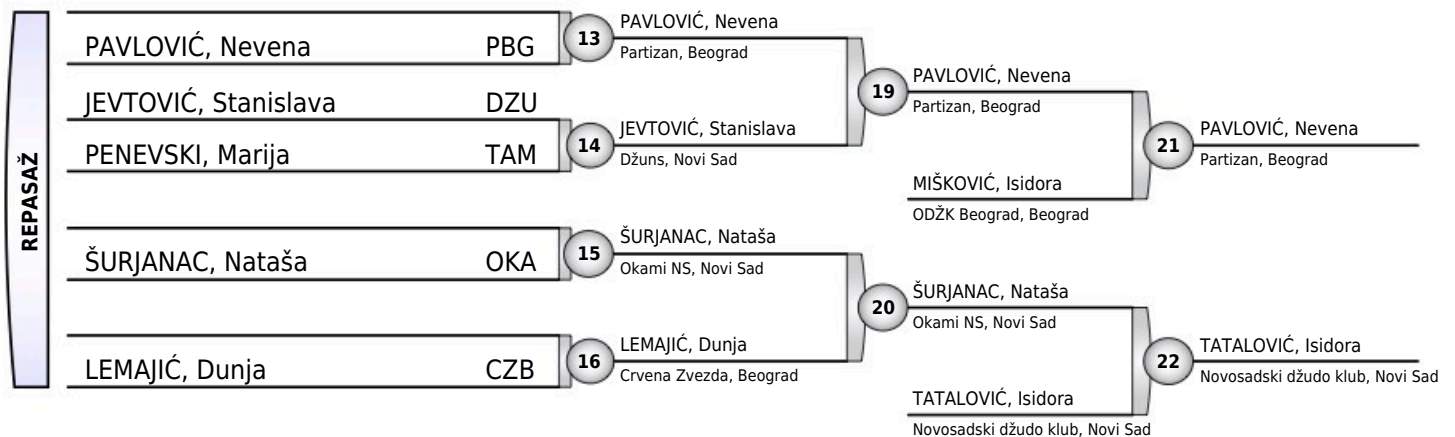 REPASAŽ
PAVLOVIĆ, Nevena PBG
JEVTOVIĆ, Stanislava DZU
PENEVSKI, Marija TAM
ŠURJANAC, Nataša OKA
LEMAJIĆ, Dunja CZB
13
PAVLOVIĆ, Nevena
Partizan, Beograd
14
JEVTOVIĆ, Stanislava
Džuns, Novi Sad
15
ŠURJANAC, Nataša
Okami NS, Novi Sad
16
LEMAJIĆ, Dunja
Crvena Zvezda, Beograd
19
PAVLOVIĆ, Nevena
Partizan, Beograd
MIŠKOVIĆ, Isidora
ODŽK Beograd, Beograd
20
ŠURJANAC, Nataša
Okami NS, Novi Sad
TATALOVIĆ, Isidora
Novosadski džudo klub, Novi Sad
21
PAVLOVIĆ, Nevena
Partizan, Beograd
22
TATALOVIĆ, Isidora
Novosadski džudo klub, Novi Sad